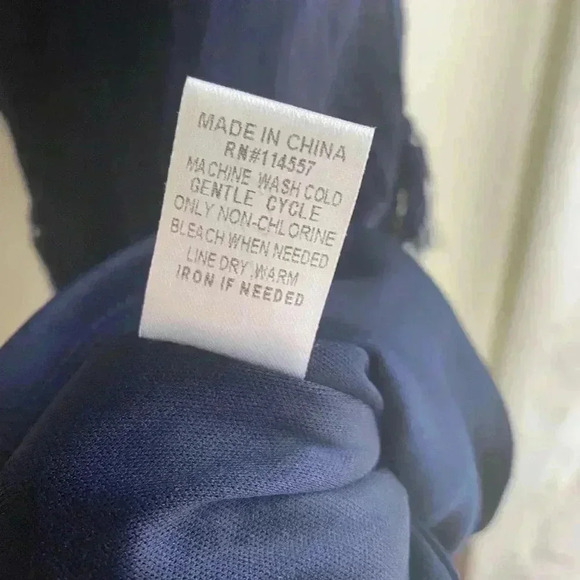 MADE IN CHINA
RN#114557
MACHINE WASH COLD
GENTLE CYCLE
ONLY NON-CHLORINE
BLEACH WHEN NEEDED
LINE DRY .WARM
IRON IF NEEDED